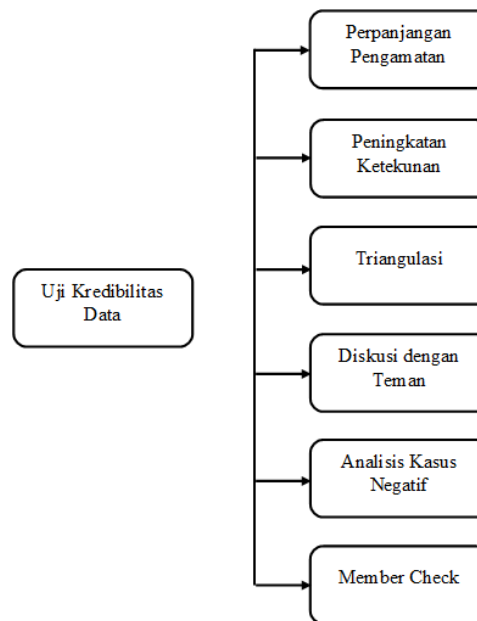 Perpanjangan
Pengamatan
Peningkatan
Ketekunan
Triangulasi
Uji Kredibilitas
Data
Diskusi dengan
Teman
Analisis Kasus
Negatif
Member Check